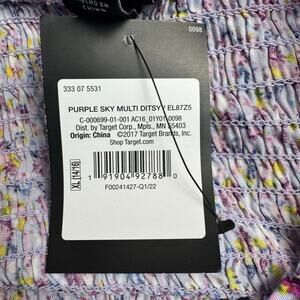 0098
333 07 5531
PURPLE SKY MULTI DITSY / EL87Z5
C-000699-01-001 AC16_01Y01-0098
Dist. by Target Corp., Mpls., MN 55403
Origin: China ©2017 Target Brands, Inc.
Shop Target.com
XL (14/16)
1 91904 92788 0
F00241427-Q1/22